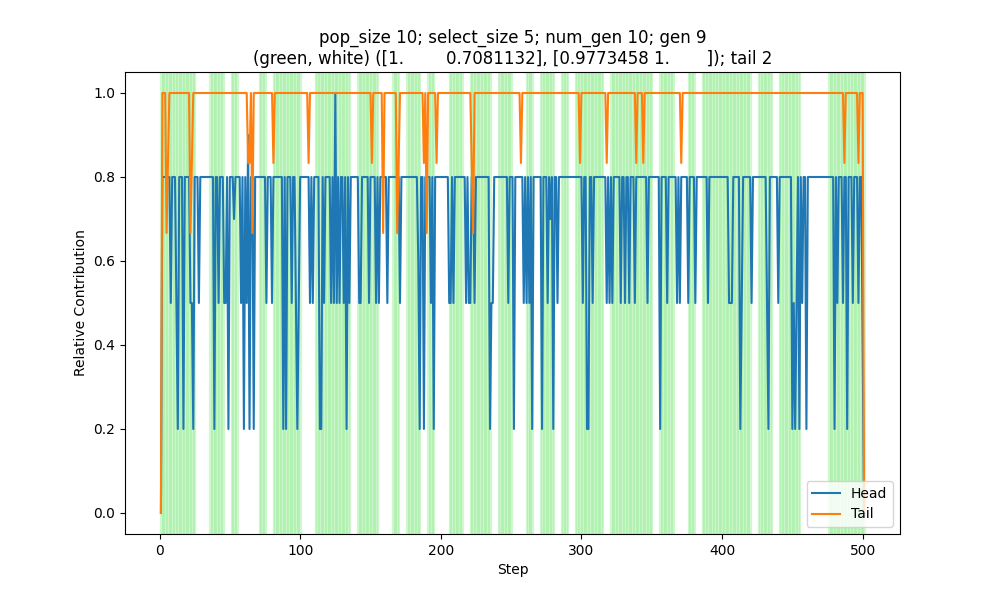 pop_size 10; select_size 5; num_gen 10; gen 9
(green, white) ([1.        0.7081132], [0.9773458 1.       ]); tail 2
1.0
0.8
0.6
0.4
0.2
0.0
Relative Contribution
0
100
200
300
400
500
Step
Head
Tail